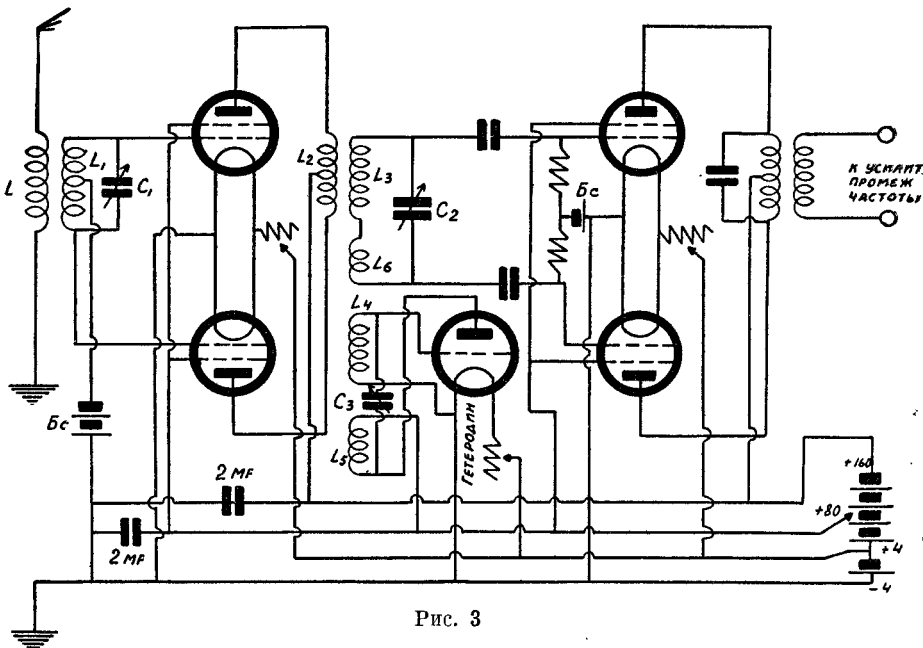 L
L₁
C₁
L₂
L₃
C₂
L₆
L₄
C₃
L₅
ГЕТЕРОДИН
Бс
К УСИЛИТ.
ПРОМЕЖ
ЧАСТОТЫ
Бс
2 MF
2 MF
+160
+80
+4
-4
Рис. 3